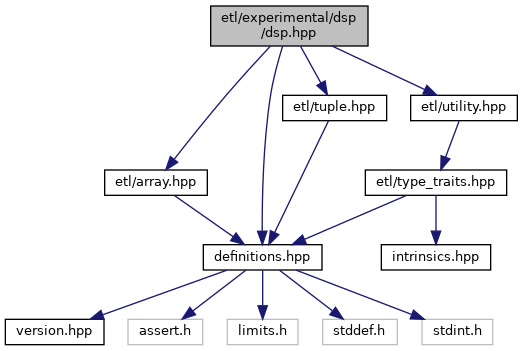 etl/experimental/dsp
/dsp.hpp
etl/tuple.hpp
etl/utility.hpp
etl/array.hpp
etl/type_traits.hpp
definitions.hpp
intrinsics.hpp
version.hpp
assert.h
limits.h
stddef.h
stdint.h